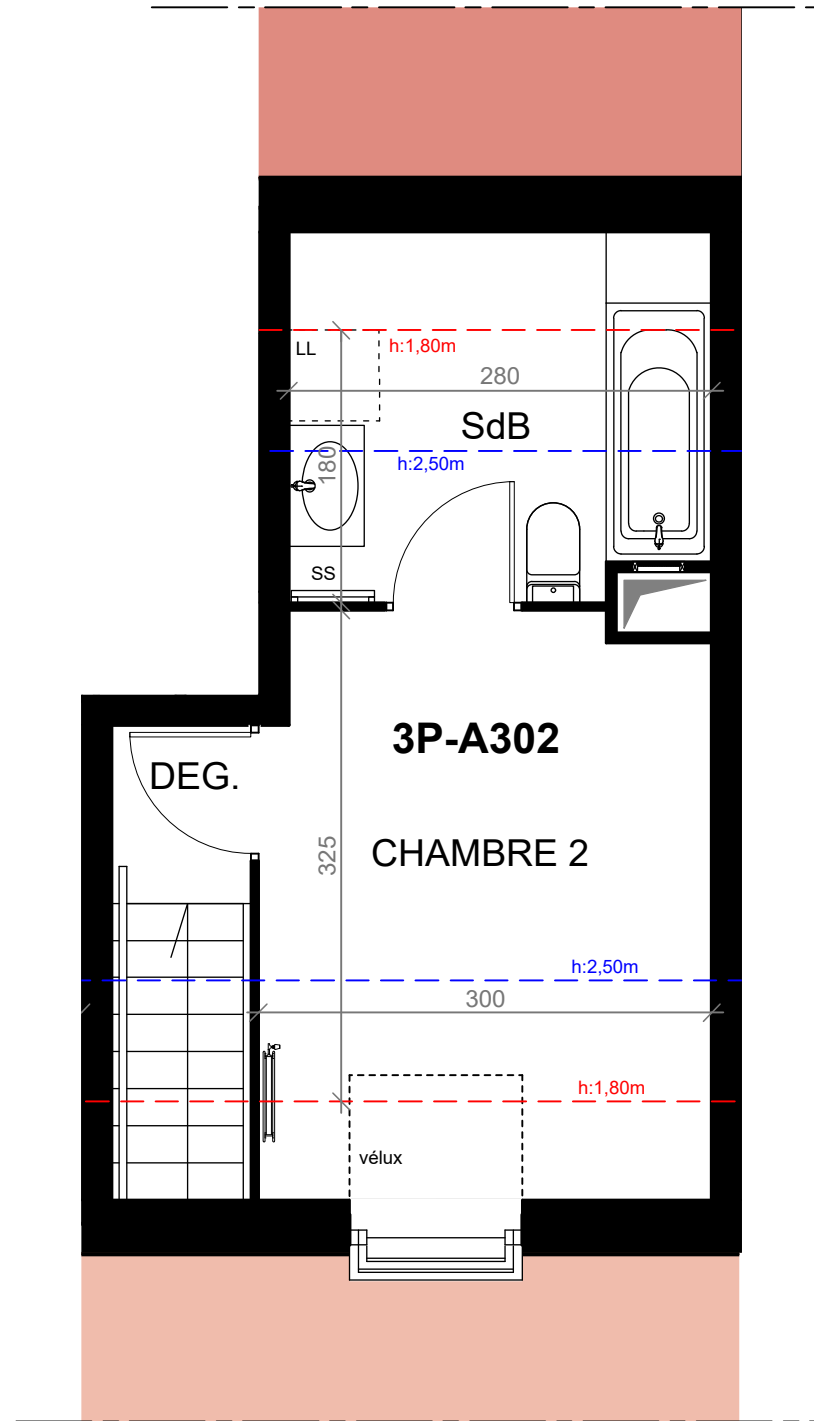 LL
h:1,80m
280
SdB
h:2,50m
180
SS
3P-A302
DEG.
325
CHAMBRE 2
h:2,50m
300
h:1,80m
vélux